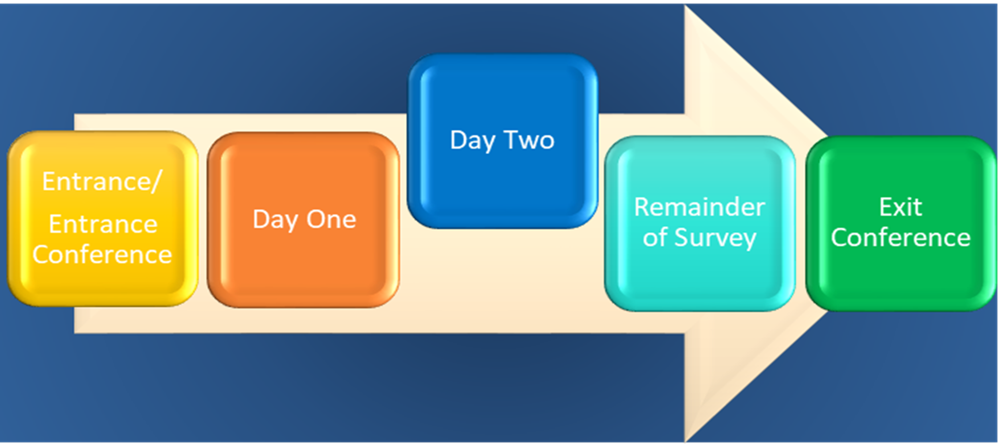 Entrance/
Entrance
Conference
Day One
Day Two
Remainder
of Survey
Exit
Conference